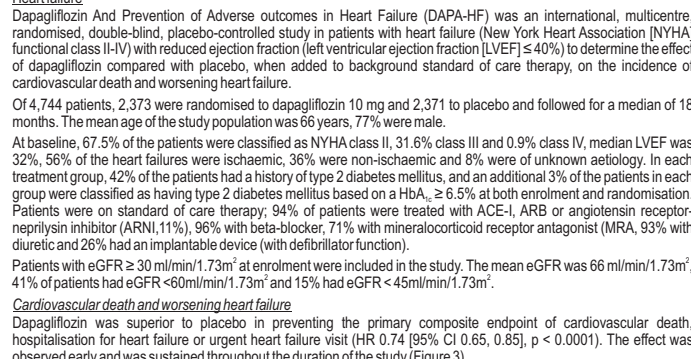 Heart failure
Dapagliflozin And Prevention of Adverse outcomes in Heart Failure (DAPA-HF) was an international, multicentre,
randomised, double-blind, placebo-controlled study in patients with heart failure (New York Heart Association [NYHA]
functional class II-IV) with reduced ejection fraction (left ventricular ejection fraction [LVEF] ≤ 40%) to determine the effect
of dapagliflozin compared with placebo, when added to background standard of care therapy, on the incidence of
cardiovascular death and worsening heart failure.
Of 4,744 patients, 2,373 were randomised to dapagliflozin 10 mg and 2,371 to placebo and followed for a median of 18
months. The mean age of the study population was 66 years, 77% were male.
At baseline, 67.5% of the patients were classified as NYHA class II, 31.6% class III and 0.9% class IV, median LVEF was
32%, 56% of the heart failures were ischaemic, 36% were non-ischaemic and 8% were of unknown aetiology. In each
treatment group, 42% of the patients had a history of type 2 diabetes mellitus, and an additional 3% of the patients in each
group were classified as having type 2 diabetes mellitus based on a HbA1c ≥ 6.5% at both enrolment and randomisation.
Patients were on standard of care therapy; 94% of patients were treated with ACE-I, ARB or angiotensin receptor-
neprilysin inhibitor (ARNI,11%), 96% with beta-blocker, 71% with mineralocorticoid receptor antagonist (MRA, 93% with
diuretic and 26% had an implantable device (with defibrillator function).
Patients with eGFR ≥ 30 ml/min/1.73m² at enrolment were included in the study. The mean eGFR was 66 ml/min/1.73m²,
41% of patients had eGFR <60ml/min/1.73m² and 15% had eGFR < 45ml/min/1.73m².
Cardiovascular death and worsening heart failure
Dapagliflozin was superior to placebo in preventing the primary composite endpoint of cardiovascular death,
hospitalisation for heart failure or urgent heart failure visit (HR 0.74 [95% CI 0.65, 0.85], p < 0.0001). The effect was
observed early and was sustained throughout the duration of the study (Figure 3).